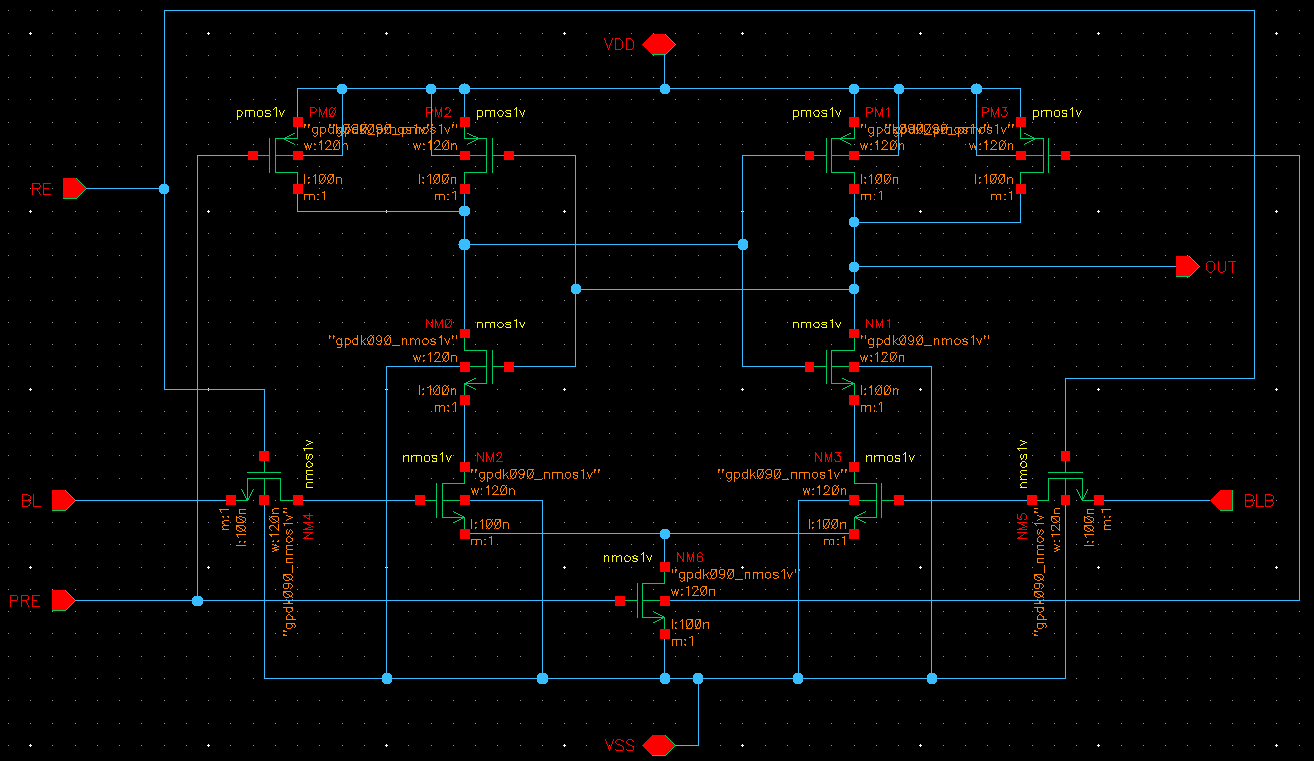 VDD
pmos1v PM0 PM2 pmos1v
w:120n w:120n
l:100n l:100n
m:1 m:1
pmos1v PM1 PM3 pmos1v
w:120n w:120n
l:100n l:100n
m:1 m:1
RE
OUT
NM0 nmos1v
"gpdk090_nmos1v"
w:120n
l:100n
m:1
nmos1v NM1
"gpdk090_nmos1v"
w:120n
l:100n
m:1
nmos1v NM2
"gpdk090_nmos1v"
w:120n
l:100n
m:1
NM3 nmos1v
"gpdk090_nmos1v"
w:120n
l:100n
m:1
BL
nmos1v
NM4
"gpdk090_nmos1v"
w:120n
l:100n
m:1
nmos1v
NM5
"gpdk090_nmos1v"
w:120n
l:100n
m:1
BLB
nmos1v NM6
"gpdk090_nmos1v"
w:120n
l:100n
m:1
PRE
VSS